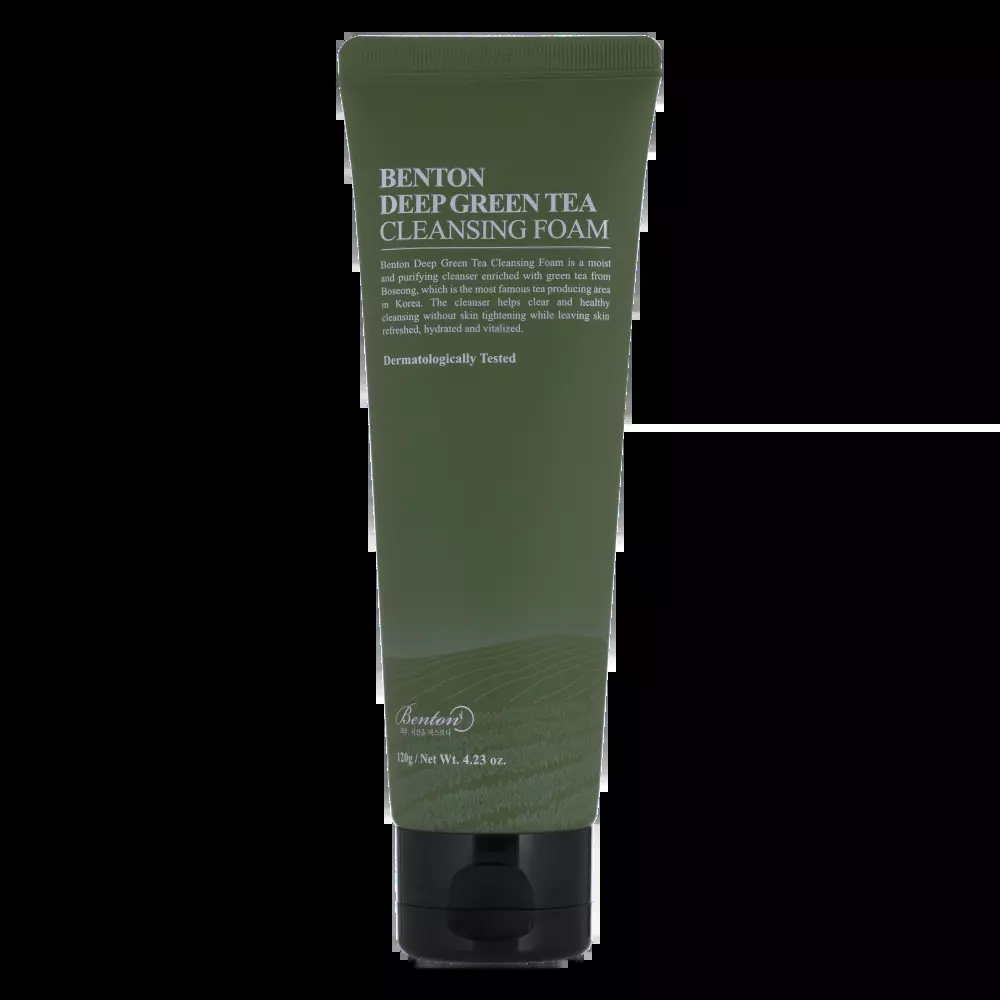 BENTON
DEEP GREEN TEA
CLEANSING FOAM
Benton Deep Green Tea Cleansing Foam is a moist
and purifying cleanser enriched with green tea from
Boseong, which is the most famous tea producing area
in Korea. The cleanser helps clear and healthy
cleansing without skin tightening while leaving skin
refreshed, hydrated and vitalized.
Dermatologically Tested
Benton
120g / Net Wt. 4.23 oz.